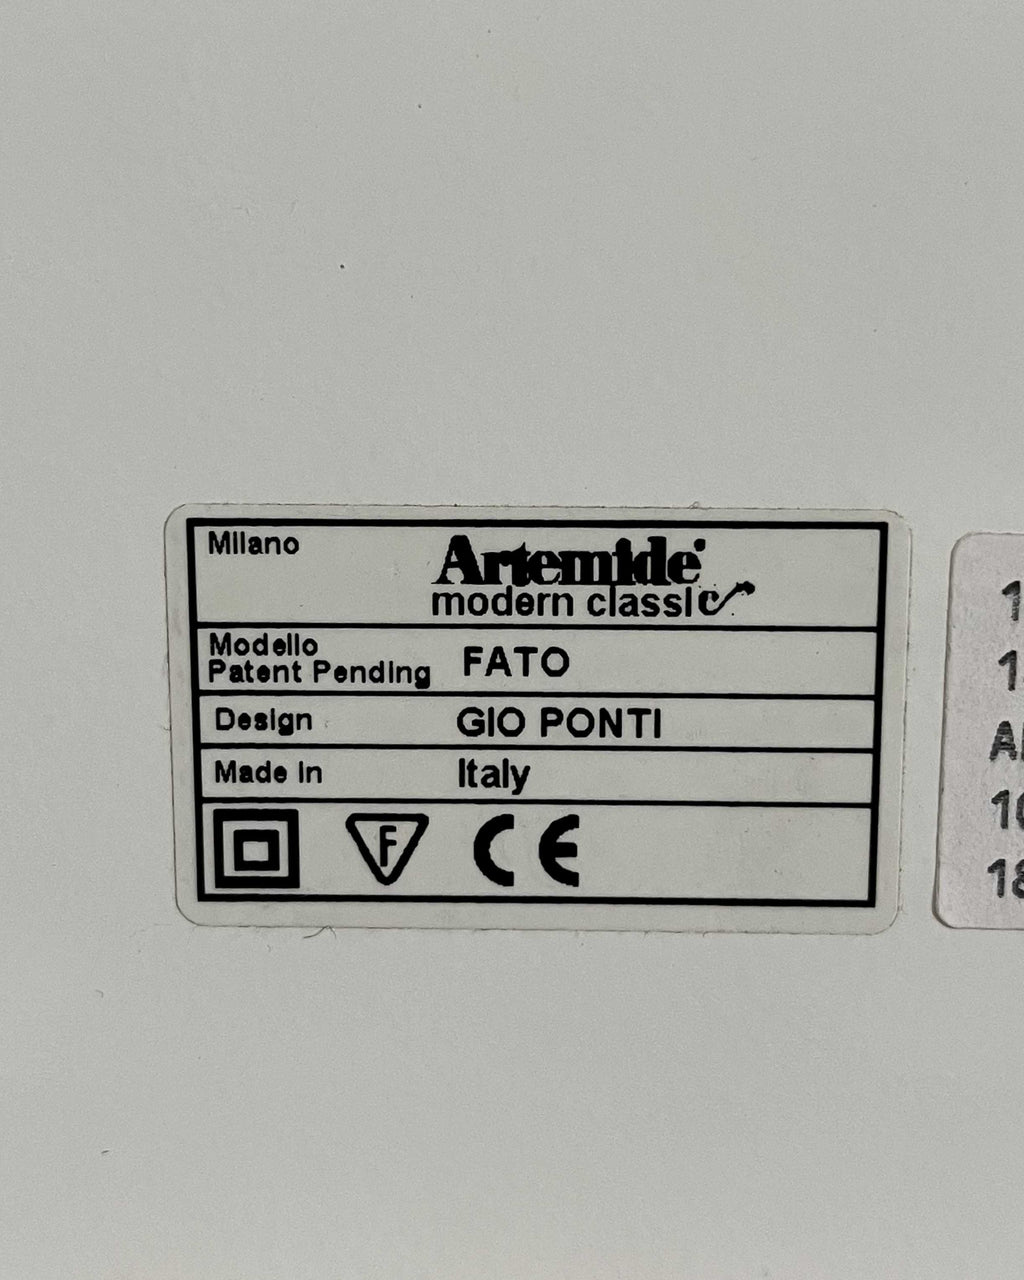 Milano
Artemide
modern classic
Modello
Patent Pending
FATO
Design
GIO PONTI
Made in
Italy
F
CE